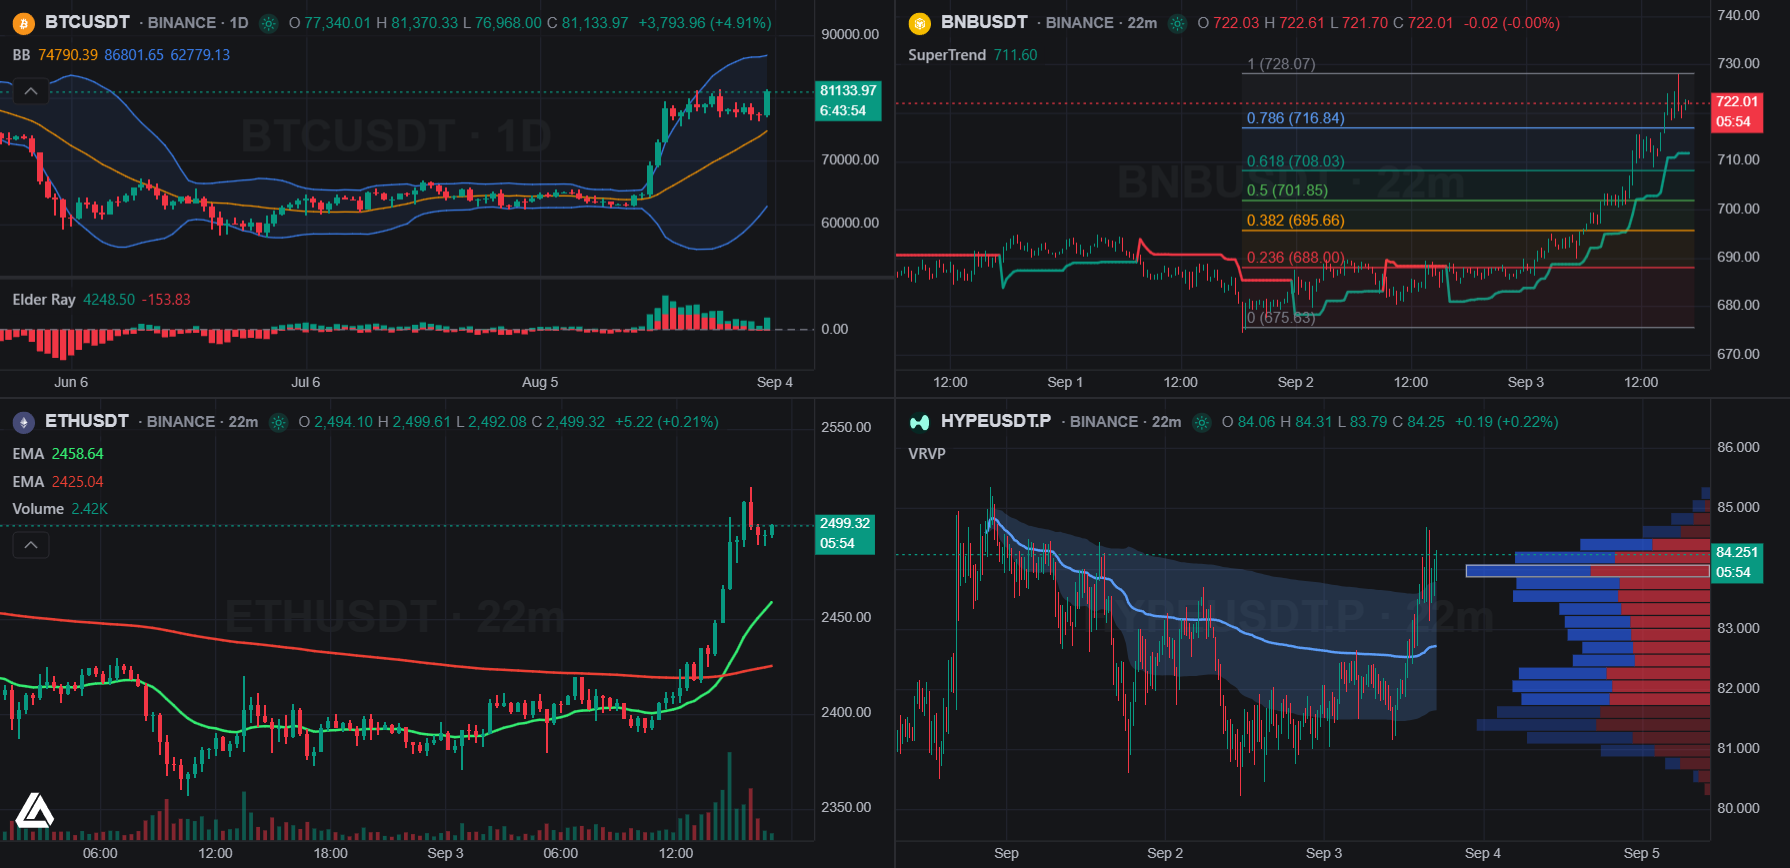 BTCUSDT · BINANCE · 1D O 77,340.01 H 81,370.33 L 76,968.00 C 81,133.97 +3,793.96 (+4.91%)
BB 74790.39 86801.65 62779.13
BTCUSDT · 1D
90000.00
81133.97
6:43:54
70000.00
60000.00
Elder Ray 4248.50 -153.83
0.00
Jun 6 Jul 6 Aug 5 Sep 4
BNBUSDT · BINANCE · 22m O 722.03 H 722.61 L 721.70 C 722.01 -0.02 (-0.00%)
SuperTrend 711.60
BNBUSDT · 22m
1 (728.07)
0.786 (716.84)
0.618 (708.03)
0.5 (701.85)
0.382 (695.66)
0.236 (688.00)
0 (675.63)
740.00
730.00
722.01
05:54
710.00
700.00
690.00
680.00
670.00
12:00 Sep 1 12:00 Sep 2 12:00 Sep 3 12:00
ETHUSDT · BINANCE · 22m O 2,494.10 H 2,499.61 L 2,492.08 C 2,499.32 +5.22 (+0.21%)
EMA 2458.64
EMA 2425.04
Volume 2.42K
ETHUSDT · 22m
2550.00
2499.32
05:54
2450.00
2400.00
2350.00
06:00 12:00 18:00 Sep 3 06:00 12:00
HYPEUSDT.P · BINANCE · 22m O 84.06 H 84.31 L 83.79 C 84.25 +0.19 (+0.22%)
VRVP
HYPEUSDT.P · 22m
86.000
85.000
84.251
05:54
83.000
82.000
81.000
80.000
Sep Sep 2 Sep 3 Sep 4 Sep 5